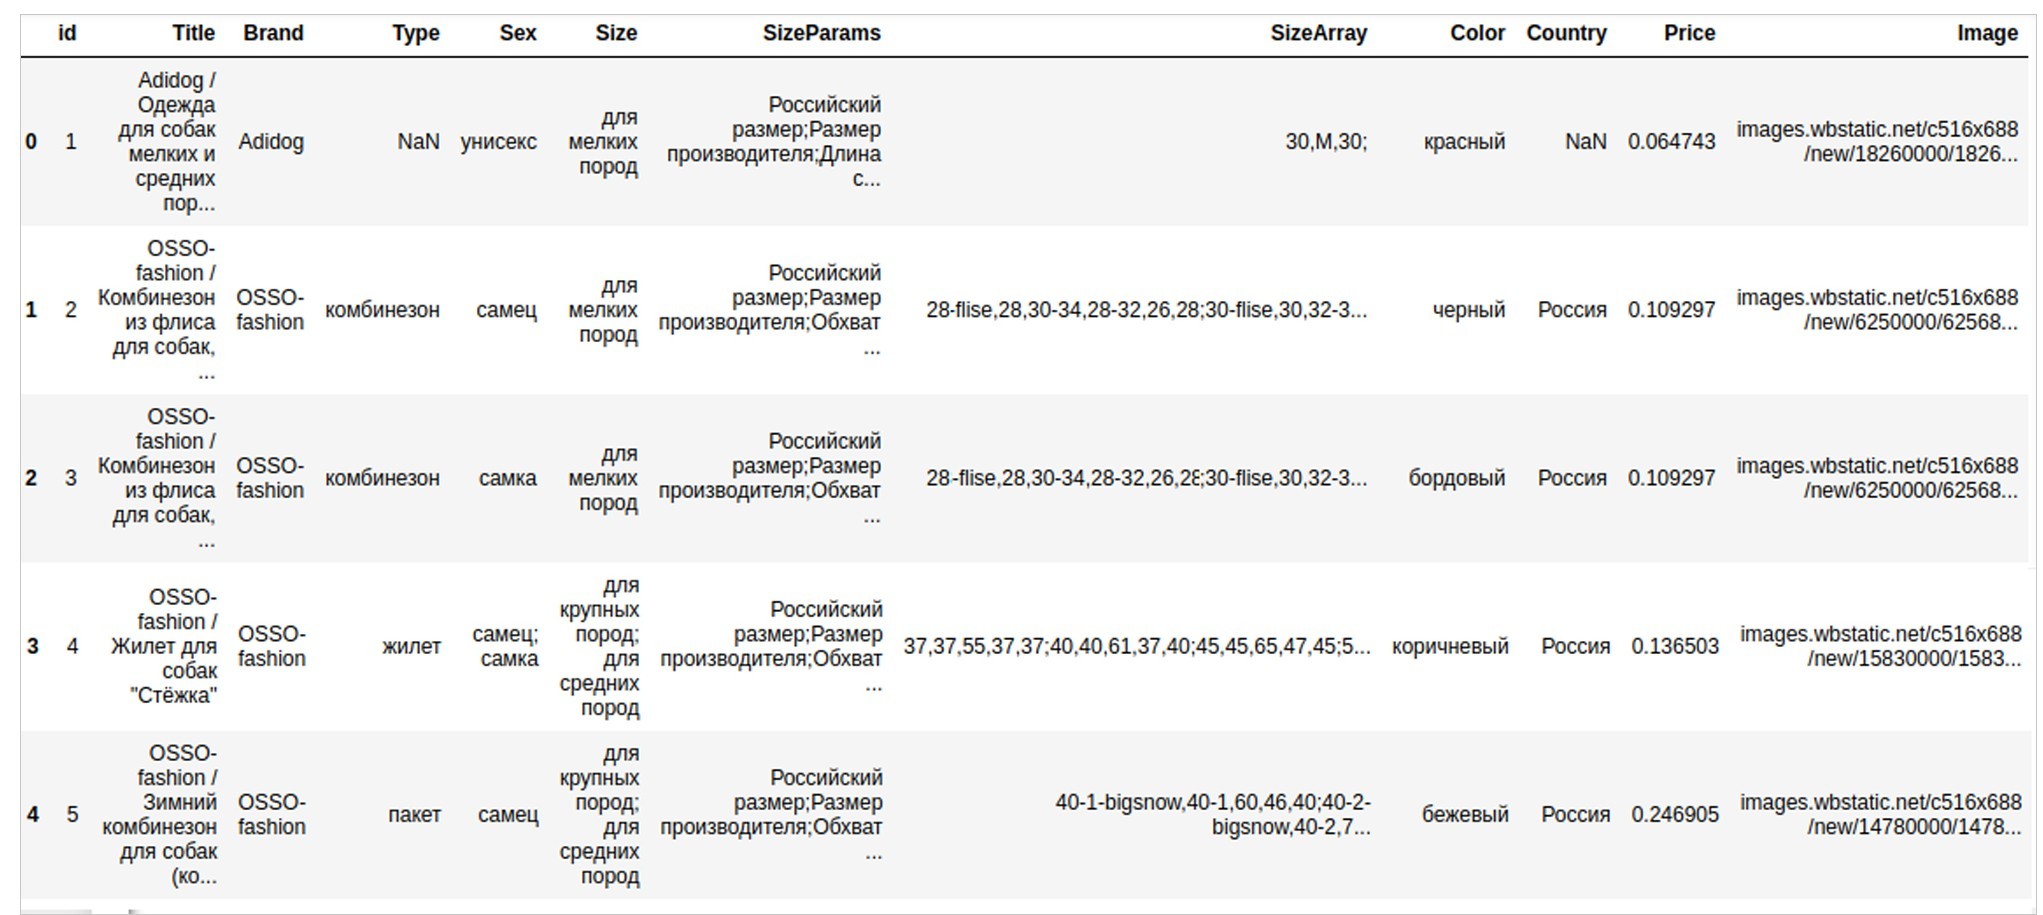 id Title Brand Type Sex Size SizeParams SizeArray Color Country Price Image
0 1
Adidog /
Одежда
для собак
мелких и
средних
пор...
Adidog
NaN
унисекс
для
мелких
пород
Российский
размер;Размер
производителя;Длина
с...
30,M,30;
красный
NaN
0.064743
images.wbstatic.net/c516x688
/new/18260000/1826...
1 2
OSSO-
fashion /
Комбинезон
из флиса
для собак,
...
OSSO-
fashion
комбинезон
самец
для
мелких
пород
Российский
размер;Размер
производителя;Обхват
...
28-flise,28,30-34,28-32,26,28;30-flise,30,32-3...
черный
Россия
0.109297
images.wbstatic.net/c516x688
/new/6250000/62568...
2 3
OSSO-
fashion /
Комбинезон
из флиса
для собак,
...
OSSO-
fashion
комбинезон
самка
для
мелких
пород
Российский
размер;Размер
производителя;Обхват
...
28-flise,28,30-34,28-32,26,28;30-flise,30,32-3...
бордовый
Россия
0.109297
images.wbstatic.net/c516x688
/new/6250000/62568...
3 4
OSSO-
fashion /
Жилет для
собак
"Стёжка"
OSSO-
fashion
жилет
самец;
самка
для
крупных
пород;
для
средних
пород
Российский
размер;Размер
производителя;Обхват
...
37,37,55,37,37;40,40,61,37,40;45,45,65,47,45;5...
коричневый
Россия
0.136503
images.wbstatic.net/c516x688
/new/15830000/1583...
4 5
OSSO-
fashion /
Зимний
комбинезон
для собак
(ко...
OSSO-
fashion
пакет
самец
для
крупных
пород;
для
средних
пород
Российский
размер;Размер
производителя;Обхват
...
40-1-bigsnow,40-1,60,46,40;40-2-
bigsnow,40-2,7...
бежевый
Россия
0.246905
images.wbstatic.net/c516x688
/new/14780000/1478...